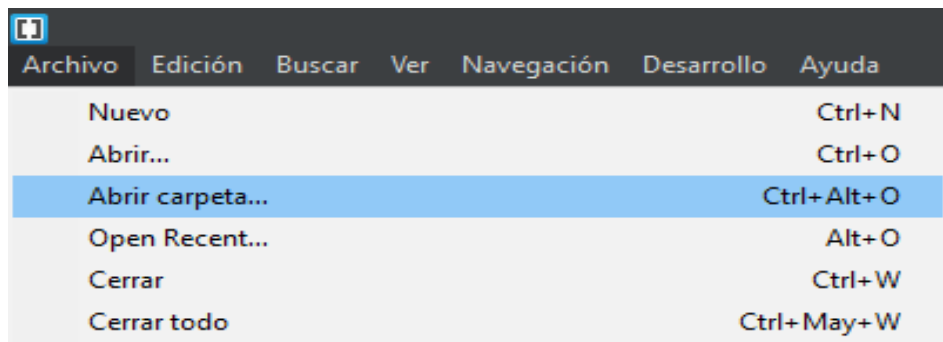 Archivo Edición Buscar Ver Navegación Desarrollo Ayuda
Nuevo Ctrl+N
Abrir... Ctrl+O
Abrir carpeta... Ctrl+Alt+O
Open Recent... Alt+O
Cerrar Ctrl+W
Cerrar todo Ctrl+May+W